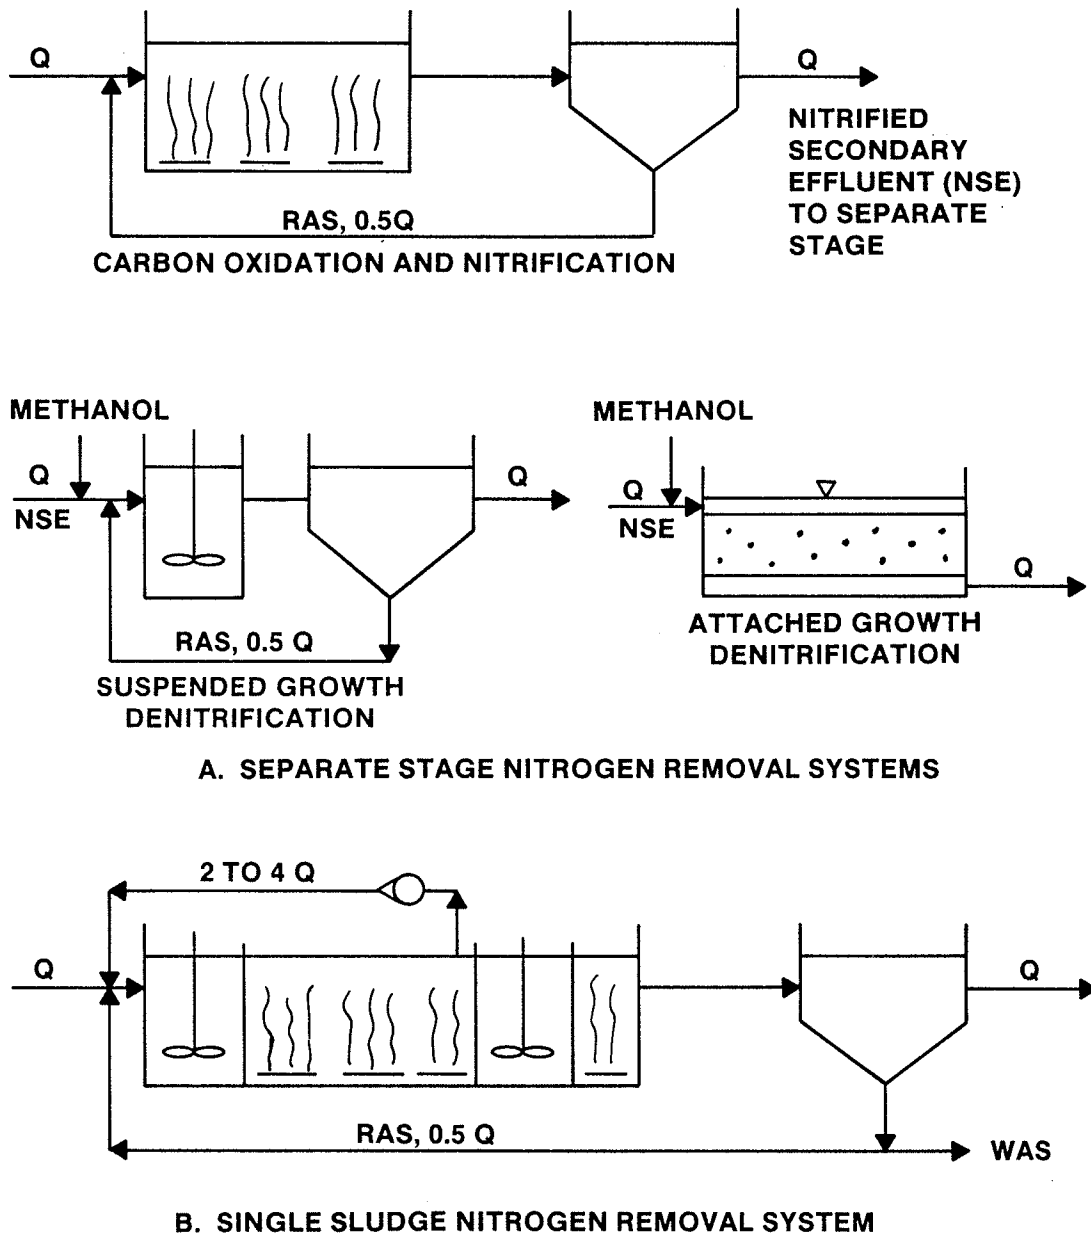 Q
Q
NITRIFIED
SECONDARY
EFFLUENT (NSE)
TO SEPARATE
STAGE
RAS, 0.5Q
CARBON OXIDATION AND NITRIFICATION
METHANOL
Q
NSE
Q
RAS, 0.5 Q
SUSPENDED GROWTH
DENITRIFICATION
METHANOL
Q
NSE
Q
ATTACHED GROWTH
DENITRIFICATION
A. SEPARATE STAGE NITROGEN REMOVAL SYSTEMS
2 TO 4 Q
Q
Q
RAS, 0.5 Q
WAS
B. SINGLE SLUDGE NITROGEN REMOVAL SYSTEM